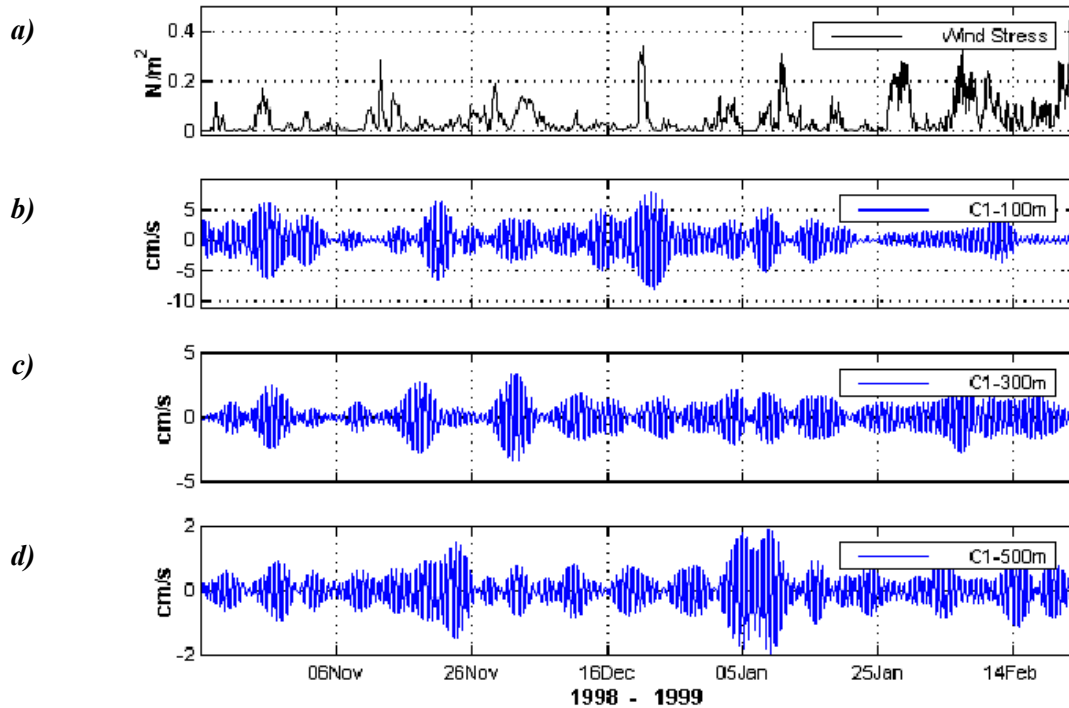 a)
N/m²
0.4
0.2
0
Wind Stress
b)
cm/s
5
0
-5
-10
C1-100m
c)
cm/s
5
0
-5
C1-300m
d)
cm/s
2
0
-2
C1-500m
06Nov 26Nov 16Dec 05Jan 25Jan 14Feb
1998 - 1999